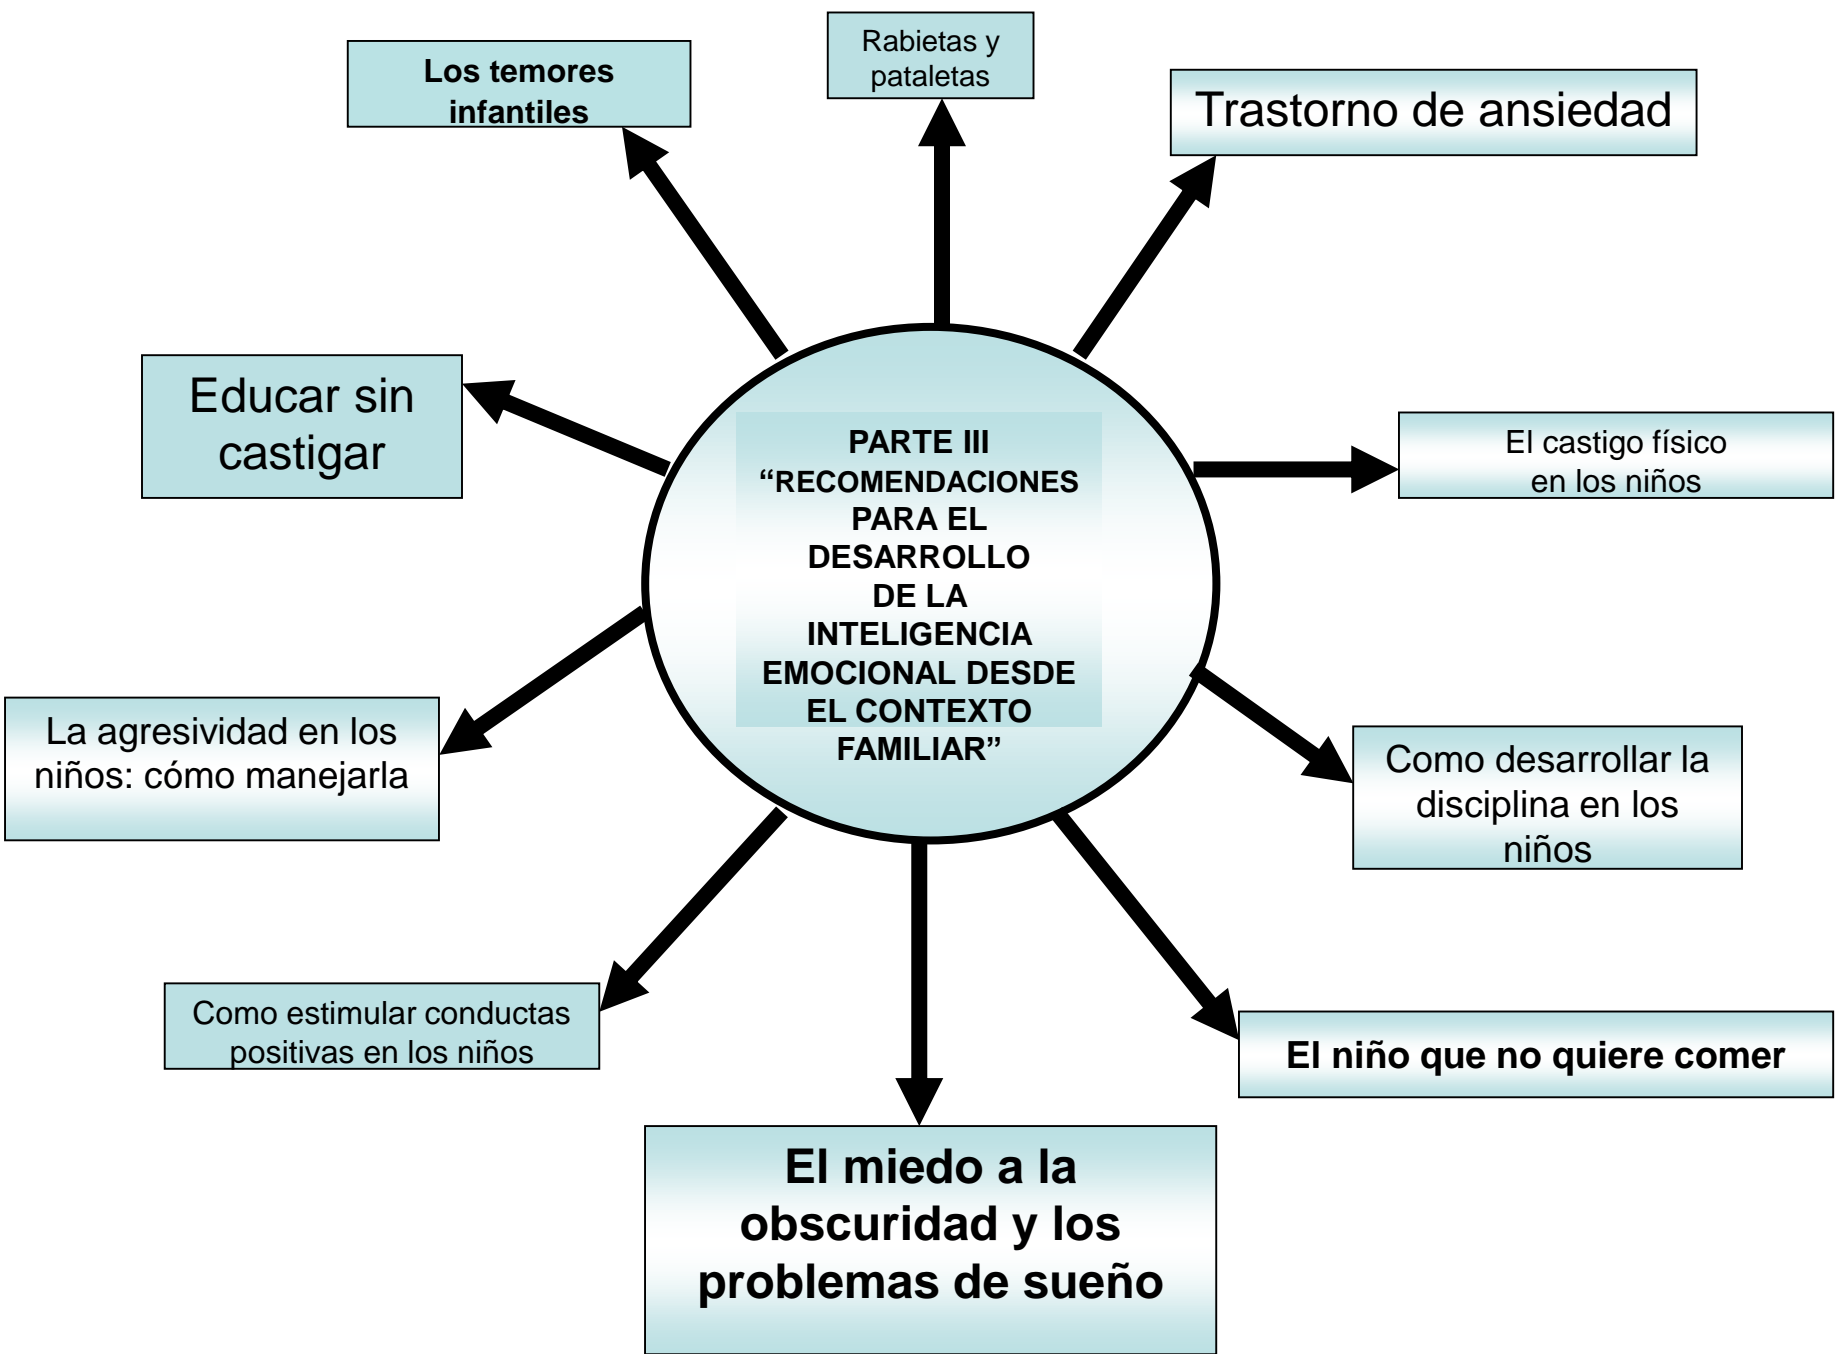 Rabietas y
pataletas
Los temores
infantiles
Trastorno de ansiedad
Educar sin
castigar
El castigo físico
en los niños
PARTE III
“RECOMENDACIONES
PARA EL
DESARROLLO
DE LA
INTELIGENCIA
EMOCIONAL DESDE
EL CONTEXTO
FAMILIAR”
La agresividad en los
niños: cómo manejarla
Como desarrollar la
disciplina en los
niños
Como estimular conductas
positivas en los niños
El niño que no quiere comer
El miedo a la
obscuridad y los
problemas de sueño